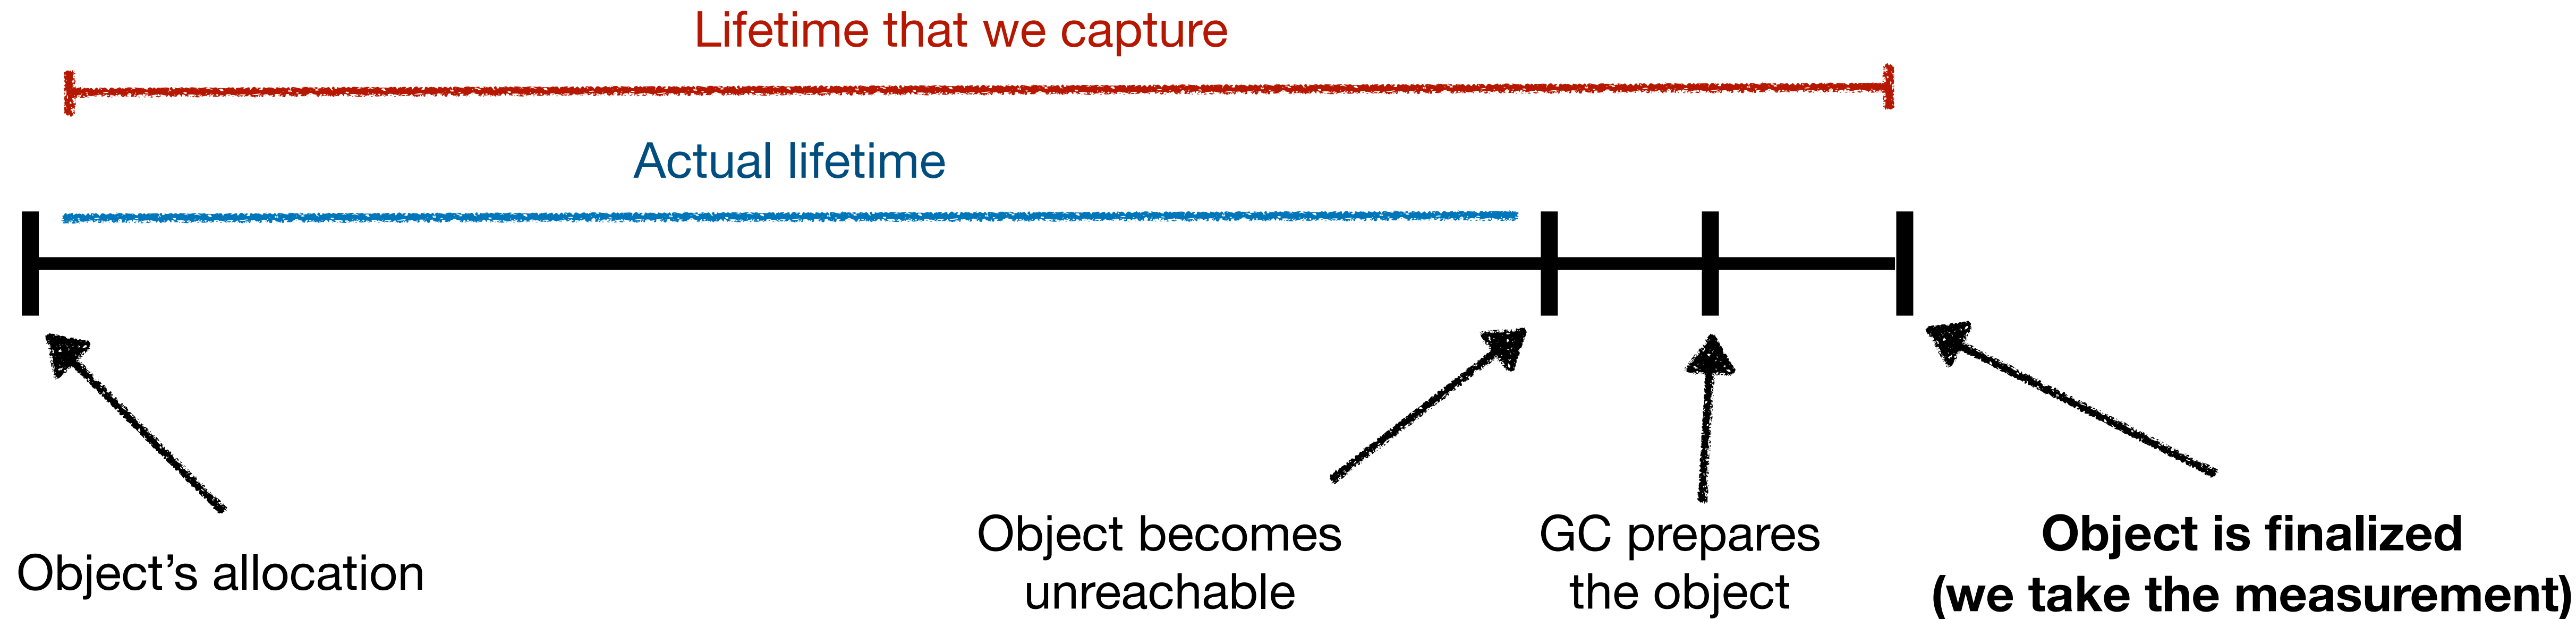 Lifetime that we capture
Actual lifetime
Object’s allocation
Object becomes
unreachable
GC prepares
the object
Object is finalized
(we take the measurement)